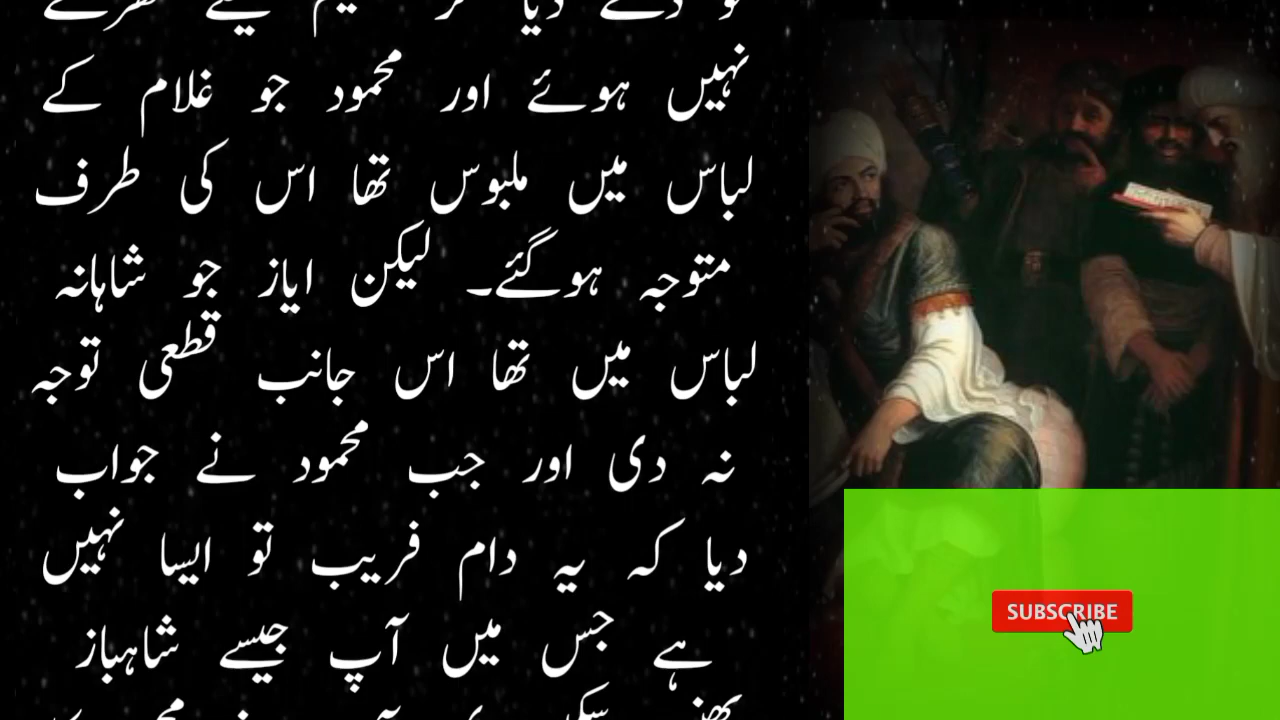 نہیں ہوئے اور محمود جو غلام کے
لباس میں ملبوس تھا اس کی طرف
متوجہ ہوگئے۔ لیکن ایاز جو شاہانہ
لباس میں تھا اس جانب قطعی توجہ
نہ دی اور جب محمود نے جواب
دیا کہ یہ دام فریب تو ایسا نہیں
ہے جس میں آپ جیسے شاہباز
SUBSCRIBE